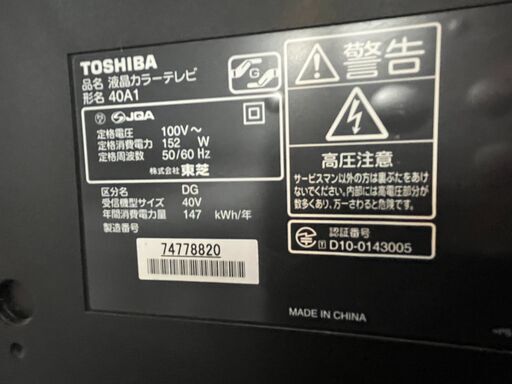 TOSHIBA
品名 液晶カラーテレビ
形名 40A1
G
JQA
定格電圧 100V～
定格消費電力 152 W
定格周波数 50/60 Hz
株式会社 東芝
区分名 DG
受信機型サイズ 40V
年間消費電力量 147 kWh/年
製造番号
74778820
警告
高圧注意
サービスマン以外の方は裏ぶたをあけ
ないでください。内部には高電圧部分が
数多くあり、万一さわると危険です。
認証番号
T D10-0143005
MADE IN CHINA